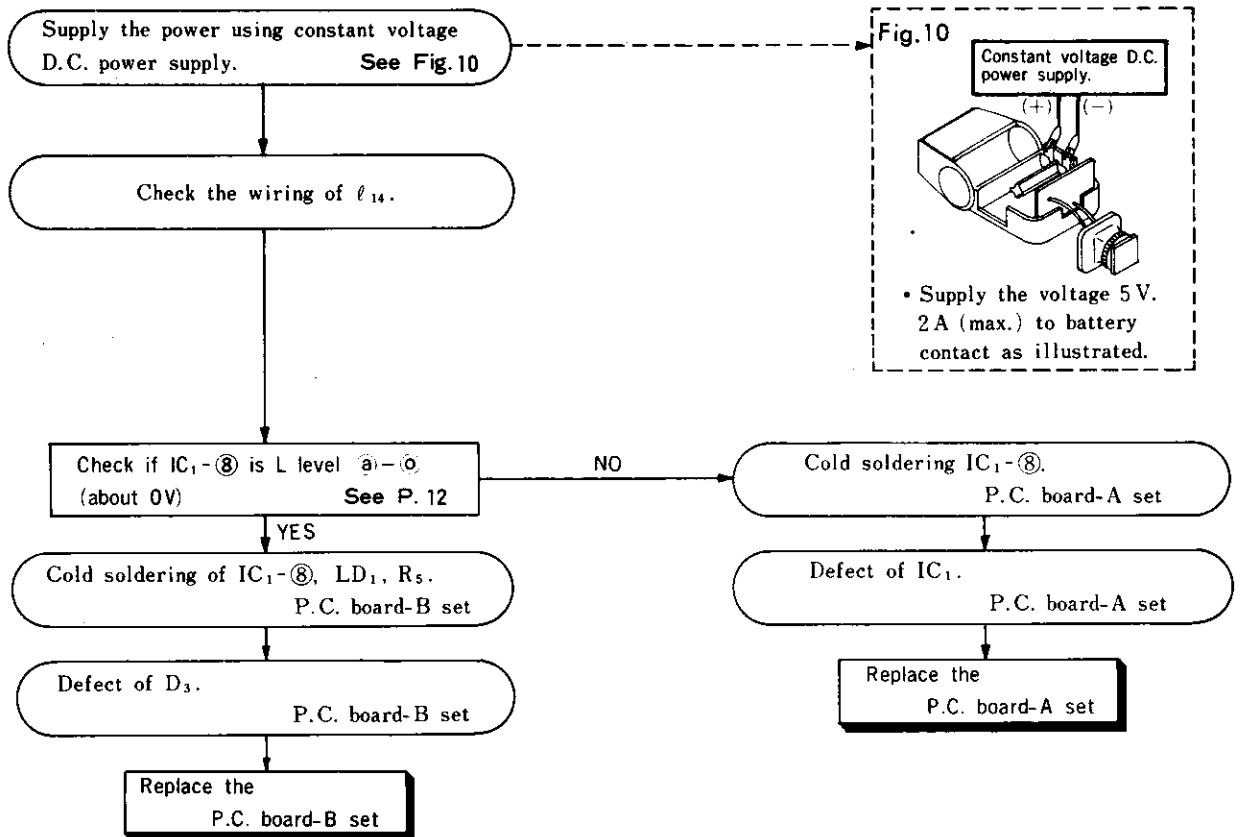 Supply the power using constant voltage
D.C. power supply. See Fig.10
Fig.10
Constant voltage D.C.
power supply.
(+) (−)
• Supply the voltage 5V.
2A (max.) to battery
contact as illustrated.
Check the wiring of ℓ₁₄.
Check if IC₁-⑧ is L level ⓐ-ⓞ
(about 0V) See P. 12
NO
YES
Cold soldering IC₁-⑧.
P.C. board-A set
Defect of IC₁.
P.C. board-A set
Replace the
P.C. board-A set
Cold soldering of IC₁-⑧, LD₁, R₅.
P.C. board-B set
Defect of D₃.
P.C. board-B set
Replace the
P.C. board-B set